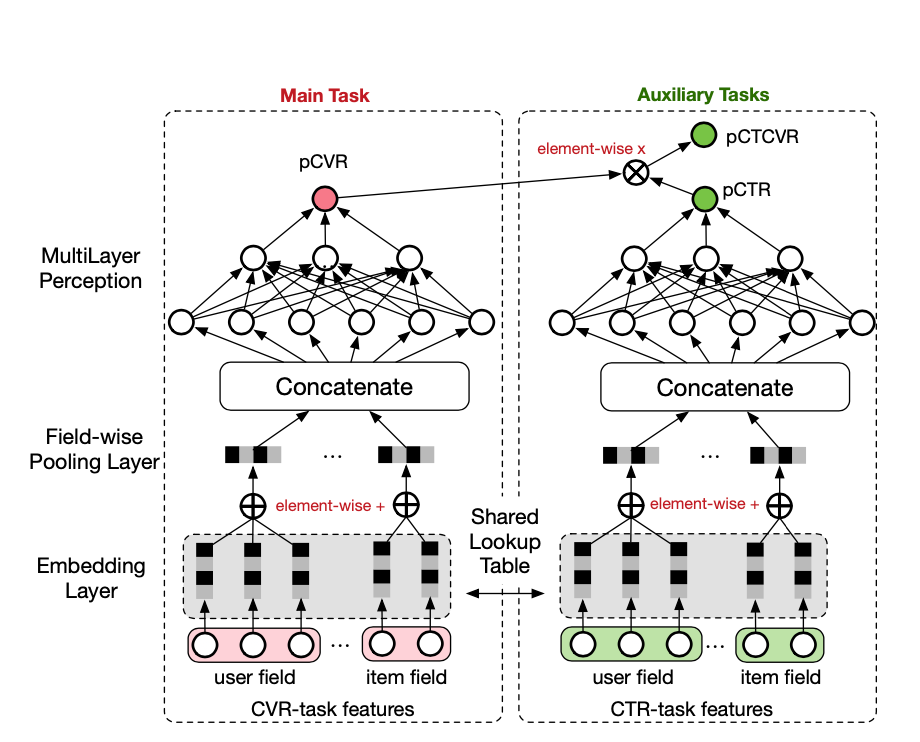 Main Task
Auxiliary Tasks
pCTCVR
element-wise x
pCVR
pCTR
MultiLayer
Perception
Concatenate
Concatenate
Field-wise
Pooling Layer
...
...
element-wise +
element-wise +
Shared
Lookup
Table
Embedding
Layer
...
...
user field
item field
user field
item field
CVR-task features
CTR-task features